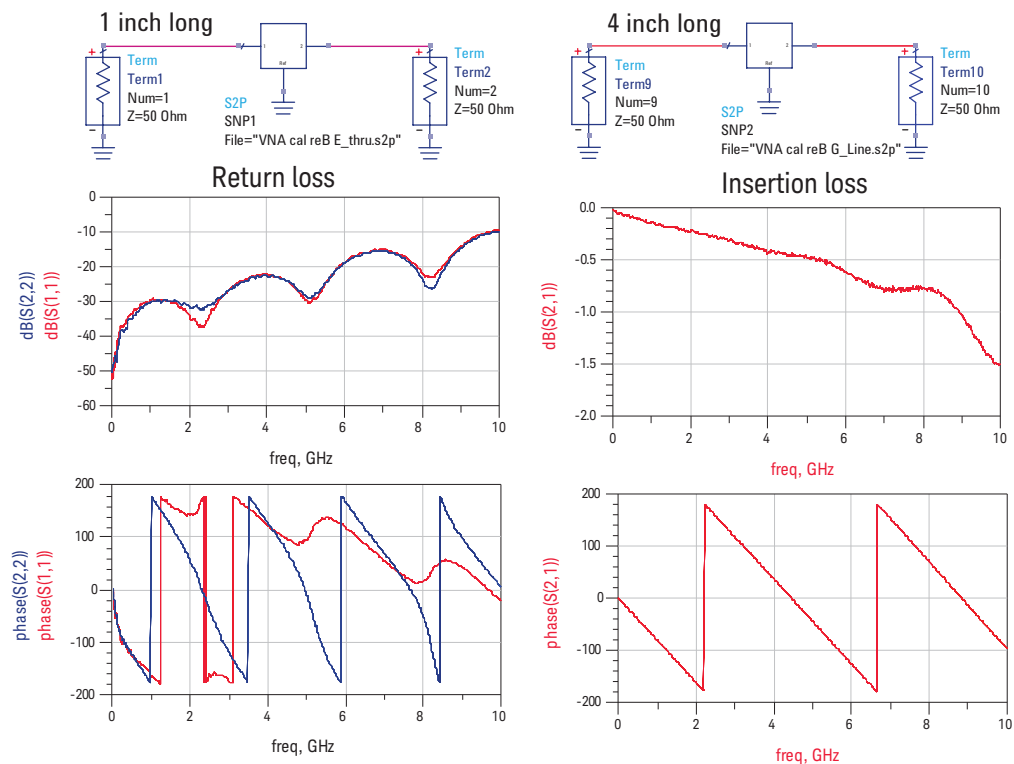 1 inch long
+
1
2
Ref
+
Term
Term1
Num=1
Z=50 Ohm
-
S2P
SNP1
File="VNA cal reB E_thru.s2p"
Term
Term2
Num=2
Z=50 Ohm
-
4 inch long
+
1
2
Ref
+
Term
Term9
Num=9
Z=50 Ohm
-
S2P
SNP2
File="VNA cal reB G_Line.s2p"
Term
Term10
Num=10
Z=50 Ohm
-
Return loss
0
-10
-20
-30
-40
-50
-60
dB(S(2,2))
dB(S(1,1))
0 2 4 6 8 10
freq, GHz
Insertion loss
0.0
-0.5
-1.0
-1.5
-2.0
dB(S(2,1))
0 2 4 6 8 10
freq, GHz
200
100
0
-100
-200
phase(S(2,2))
phase(S(1,1))
0 2 4 6 8 10
freq, GHz
200
100
0
-100
-200
phase(S(2,1))
0 2 4 6 8 10
freq, GHz